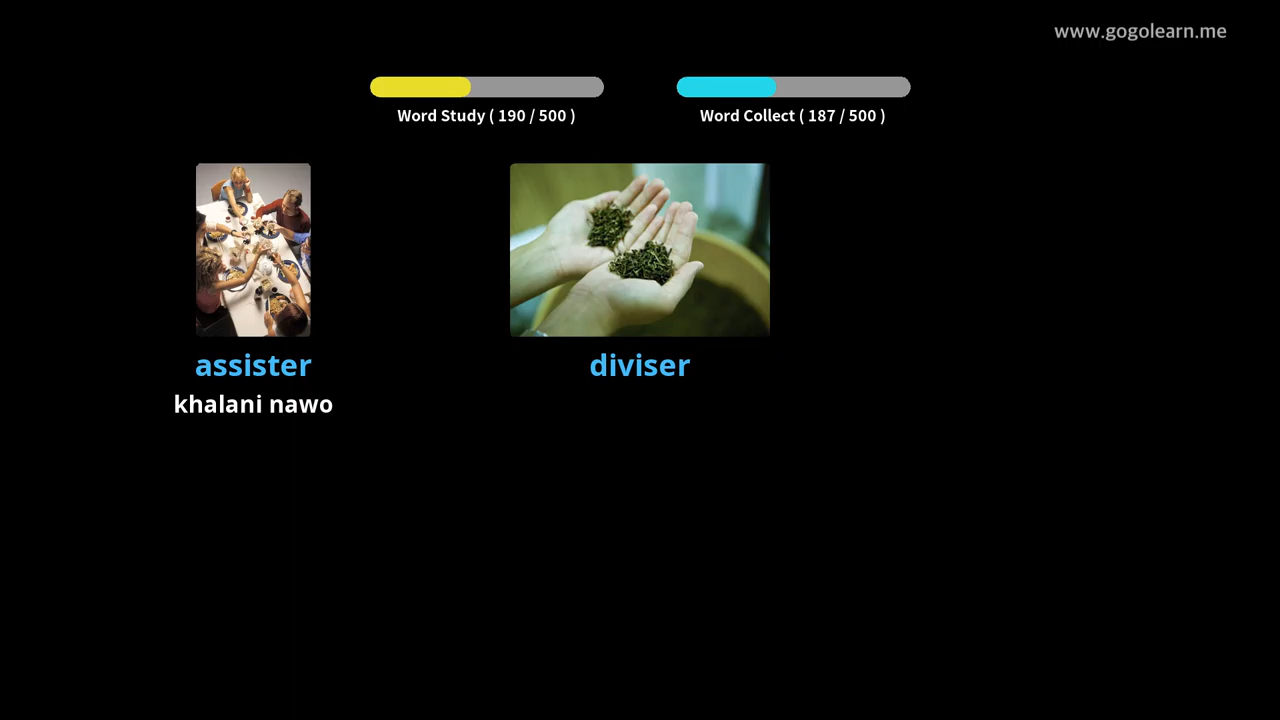 www.gogolearn.me
Word Study ( 190 / 500 )
Word Collect ( 187 / 500 )
assister
khalani nawo
diviser